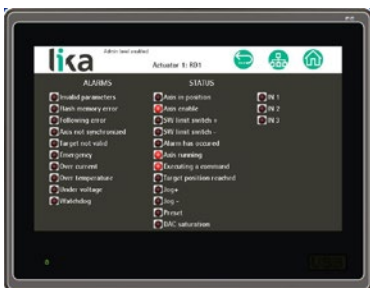 lika
Admin level enabled
Actuator 1: RD1
ALARMS
Invalid parameters
Flash memory error
Following error
Axis not synchronized
Target not valid
Emergency
Over current
Over temperature
Under voltage
Watchdog
STATUS
Axis in position
Axis enable
SW limit switch +
SW limit switch -
Alarm has occured
Axis running
Executing a command
Target position reached
Jog+
Jog -
Preset
DAC saturation
IN 1
IN 2
IN 3